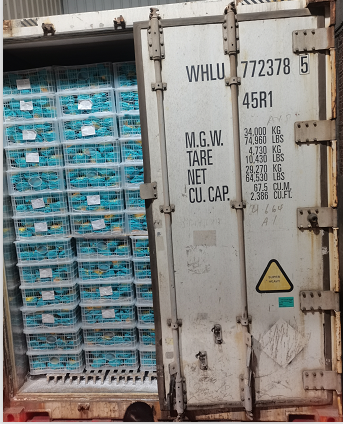 WHLU 772378 5
45R1
M.G.W. 34,000 KG
74,960 LBS
TARE 4,730 KG
10,430 LBS
NET 29,270 KG
64,530 LBS
CU. CAP. 67.5 CU.M.
2,386 CU.FT.